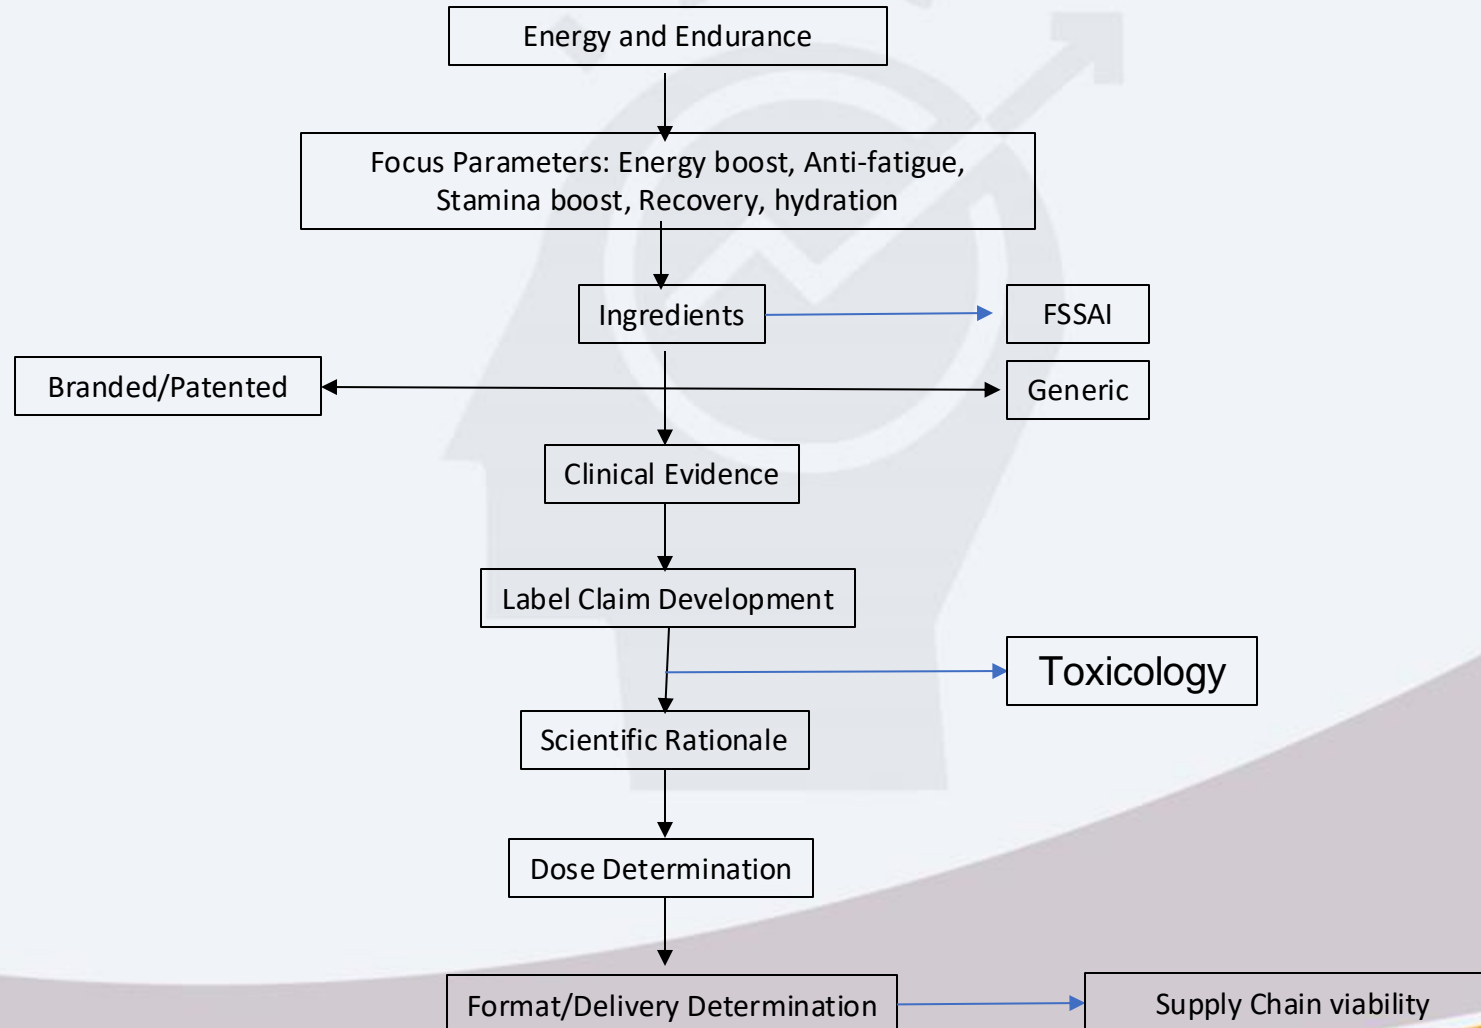 Energy and Endurance
Focus Parameters: Energy boost, Anti-fatigue,
Stamina boost, Recovery, hydration
Ingredients
FSSAI
Branded/Patented
Generic
Clinical Evidence
Label Claim Development
Toxicology
Scientific Rationale
Dose Determination
Format/Delivery Determination
Supply Chain viability